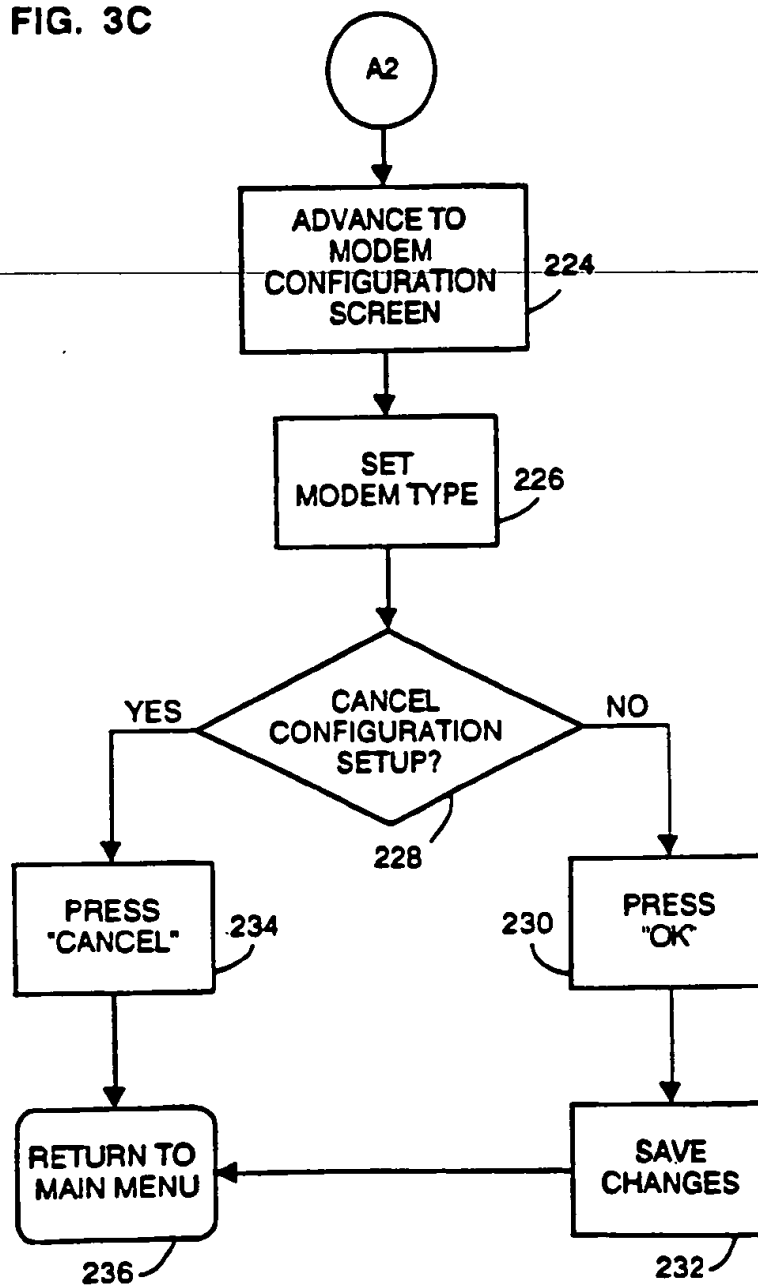 FIG. 3C
A2
ADVANCE TO
MODEM
CONFIGURATION
SCREEN
224
SET
MODEM TYPE
226
YES
CANCEL
CONFIGURATION
SETUP?
NO
228
PRESS
"CANCEL"
234
230
PRESS
"OK"
RETURN TO
MAIN MENU
236
SAVE
CHANGES
232